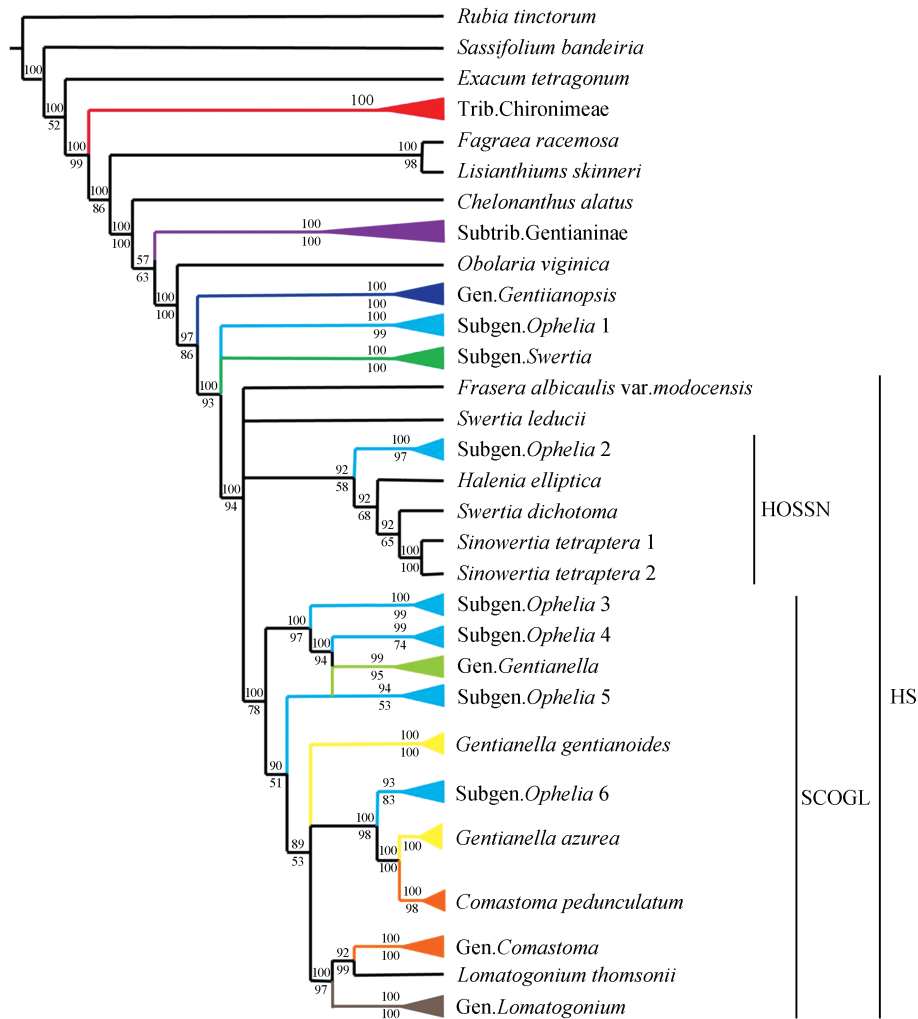 Rubia tinctorum
Sassifolium bandeiria
100
Exacum tetragonum
100
52
100
Trib.Chironimeae
100
99
Fagraea racemosa
100
98
Lisianthiums skinneri
100
86
Chelonanthus alatus
100
100
100
100
Subtrib.Gentianinae
57
63
Obolaria viginica
100
100
100
100
Gen.Gentiianopsis
100
99
Subgen.Ophelia 1
97
86
100
100
Subgen.Swertia
100
93
Frasera albicaulis var.modocensis
Swertia leducii
100
97
Subgen.Ophelia 2
92
58
Halenia elliptica
100
94
92
68
Swertia dichotoma
HOSSN
92
65
Sinowertia tetraptera 1
100
100
Sinowertia tetraptera 2
100
99
Subgen.Ophelia 3
100
97
99
74
Subgen.Ophelia 4
100
94
99
95
Gen.Gentianella
94
53
Subgen.Ophelia 5
100
78
HS
100
100
Gentianella gentianoides
90
51
93
83
Subgen.Ophelia 6
SCOGL
100
98
Gentianella azurea
100
89
53
100
100
100
98
Comastoma pedunculatum
100
100
Gen.Comastoma
92
99
Lomatogonium thomsonii
100
97
100
100
Gen.Lomatogonium